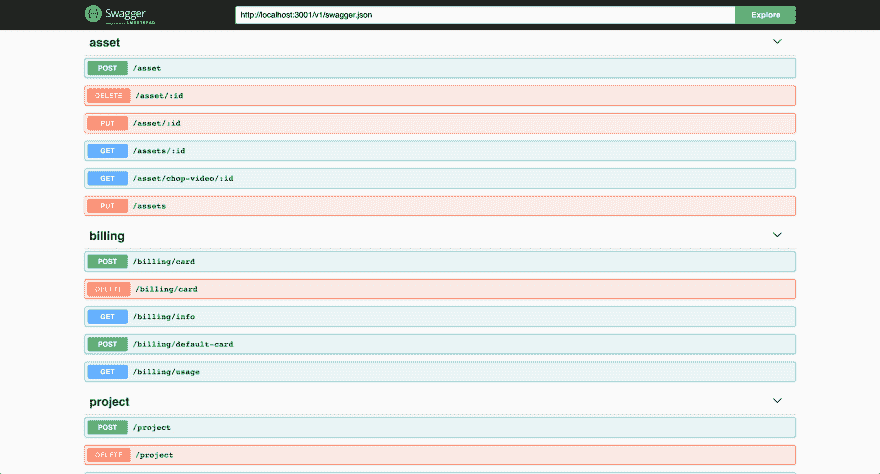 Swagger
http://localhost:3001/v1/swagger.json
Explore
asset
POST /asset
DELETE /asset/:id
PUT /asset/:id
GET /assets/:id
GET /asset/chop-video/:id
PUT /assets
billing
POST /billing/card
DELETE /billing/card
GET /billing/info
POST /billing/default-card
GET /billing/usage
project
POST /project
DELETE /project